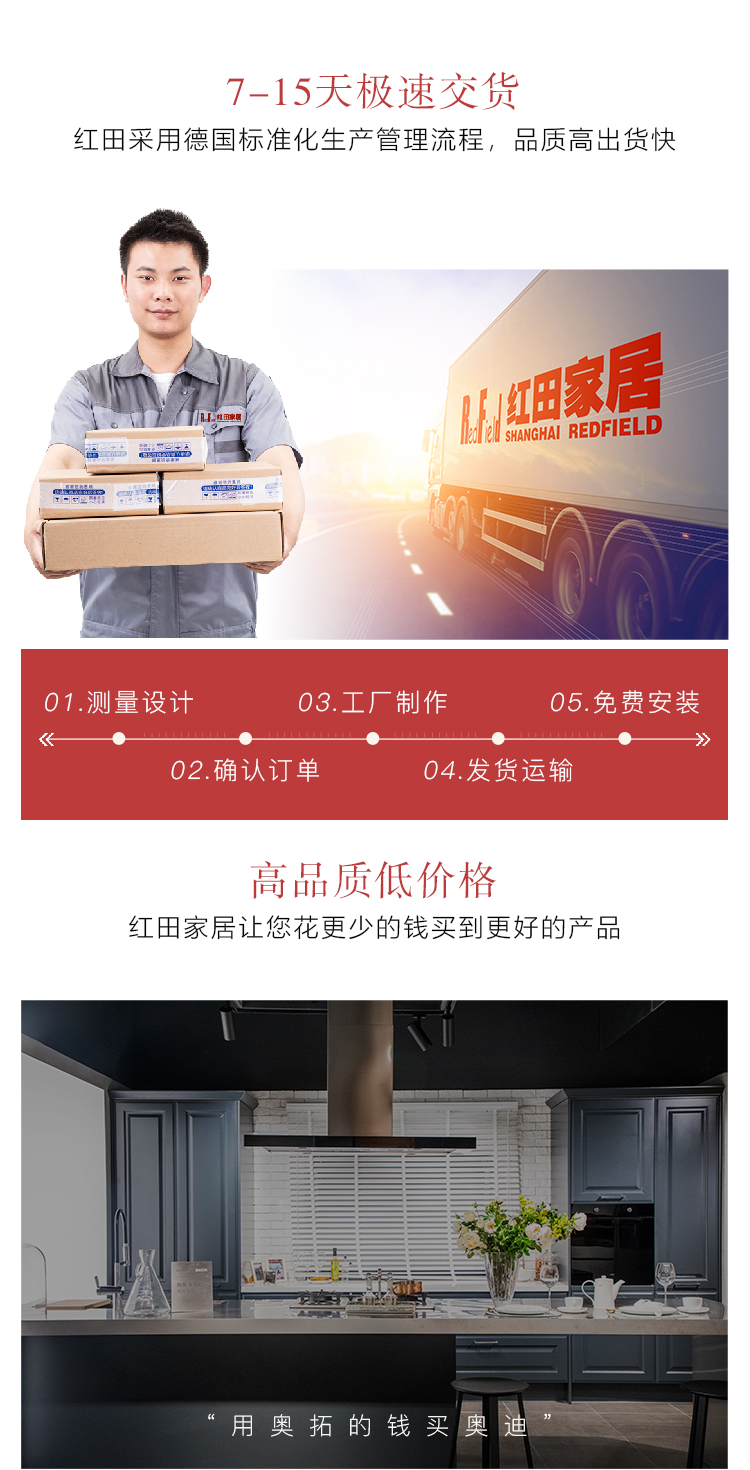 7-15天极速交货
红田采用德国标准化生产管理流程，品质高出货快
RedField 红田家居
RedField 红田家居
SHANGHAI REDFIELD
01.测量设计
03.工厂制作
05.免费安装
02.确认订单
04.发货运输
高品质低价格
红田家居让您花更少的钱买到更好的产品
“用奥拓的钱买奥迪”